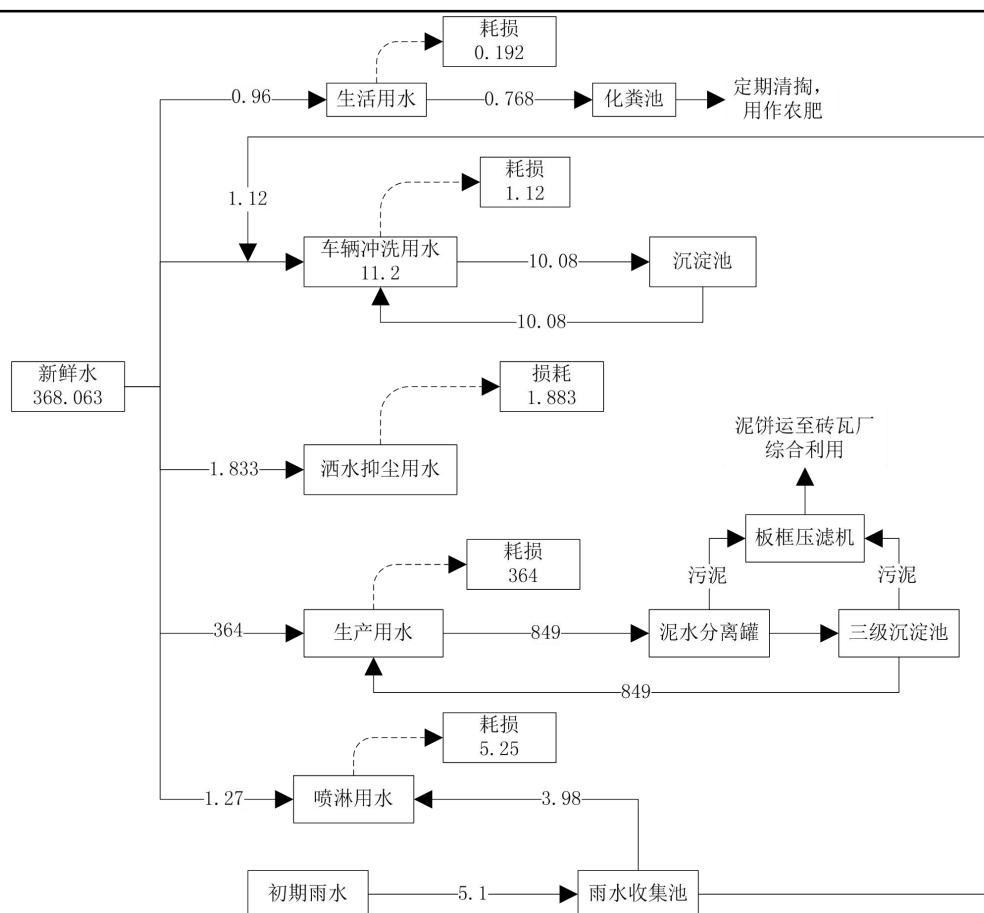 耗损
0.192
0.96
生活用水
0.768
化粪池
定期清掏，
用作农肥
耗损
1.12
1.12
车辆冲洗用水
11.2
10.08
沉淀池
10.08
新鲜水
368.063
损耗
1.883
1.833
洒水抑尘用水
泥饼运至砖瓦厂
综合利用
板框压滤机
耗损
364
污泥
污泥
364
生产用水
849
泥水分离罐
三级沉淀池
849
耗损
5.25
1.27
喷淋用水
3.98
初期雨水
5.1
雨水收集池